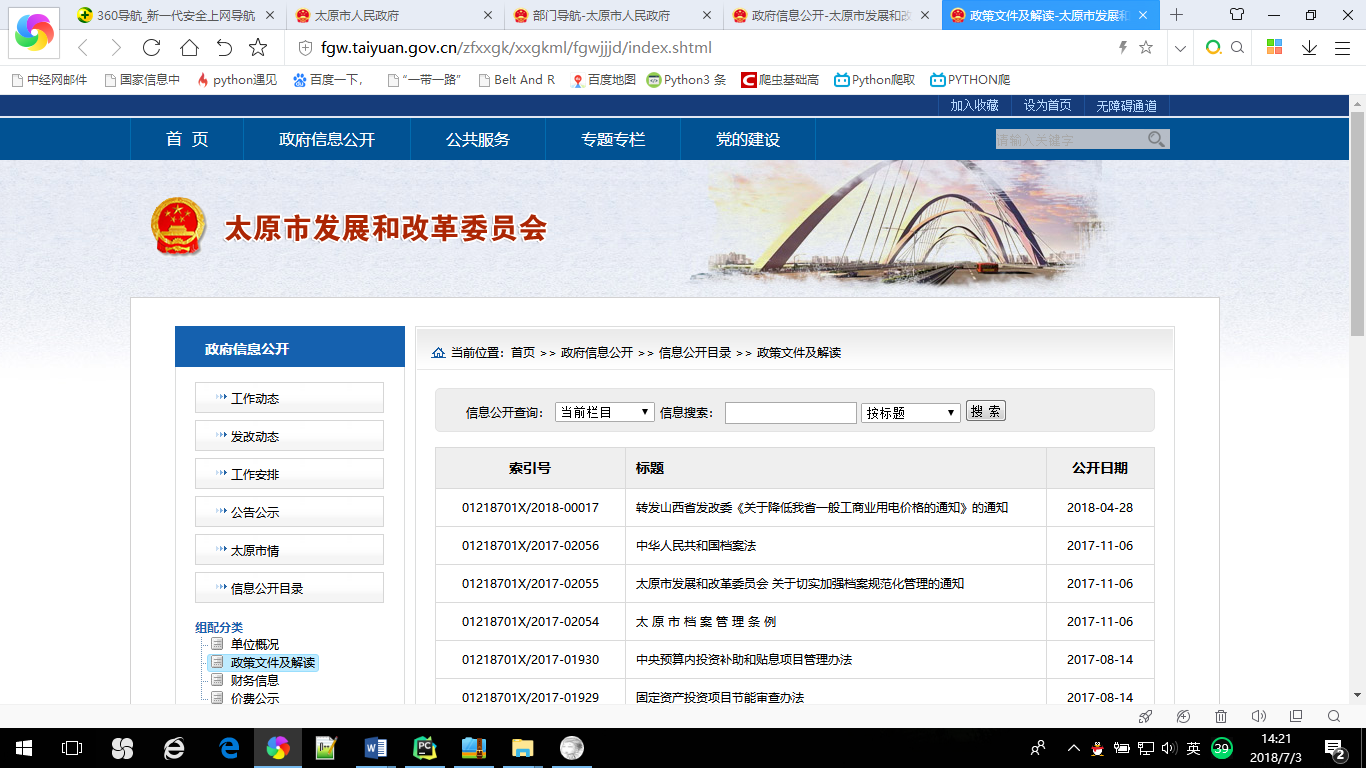 360导航_新一代安全上网导航
太原市人民政府
部门导航-太原市人民政府
政府信息公开-太原市发展和改
政策文件及解读-太原市发展和
fgw.taiyuan.gov.cn/zfxxgk/xxgkml/fgwjjjd/index.shtml
中经网邮件
国家信息中
python遇见
百度一下，
“一带一路”
Belt And R
百度地图
Python3 条
爬虫基础高
Python爬取
PYTHON爬
加入收藏
设为首页
无障碍通道
首 页
政府信息公开
公共服务
专题专栏
党的建设
请输入关键字
太原市发展和改革委员会
政府信息公开
工作动态
发改动态
工作安排
公告公示
太原市情
信息公开目录
组配分类
单位概况
政策文件及解读
财务信息
价费公示
当前位置：首页 >> 政府信息公开 >> 信息公开目录 >> 政策文件及解读
信息公开查询： 当前栏目 信息搜索： 按标题 搜 索
索引号 标题 公开日期
01218701X/2018-00017 转发山西省发改委《关于降低我省一般工商业用电价格的通知》的通知 2018-04-28
01218701X/2017-02056 中华人民共和国档案法 2017-11-06
01218701X/2017-02055 太原市发展和改革委员会 关于切实加强档案规范化管理的通知 2017-11-06
01218701X/2017-02054 太 原 市 档 案 管 理 条 例 2017-11-06
01218701X/2017-01930 中央预算内投资补助和贴息项目管理办法 2017-08-14
01218701X/2017-01929 固定资产投资项目节能审查办法 2017-08-14
英
39
14:21
2018/7/3
2